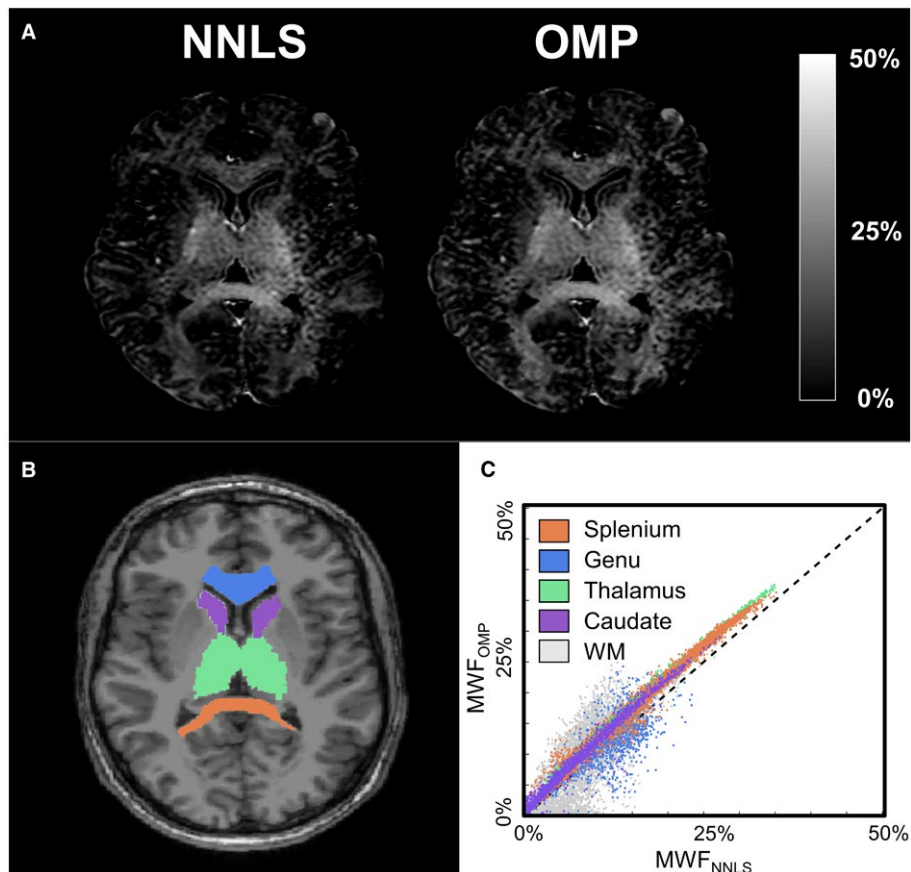 A
NNLS
OMP
50%
25%
0%
B
C
50%
25%
0%
MWF_OMP
Splenium
Genu
Thalamus
Caudate
WM
0%
25%
50%
MWF_NNLS